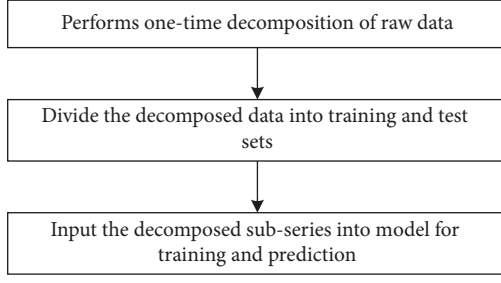 Performs one-time decomposition of raw data
Divide the decomposed data into training and test
sets
Input the decomposed sub-series into model for
training and prediction